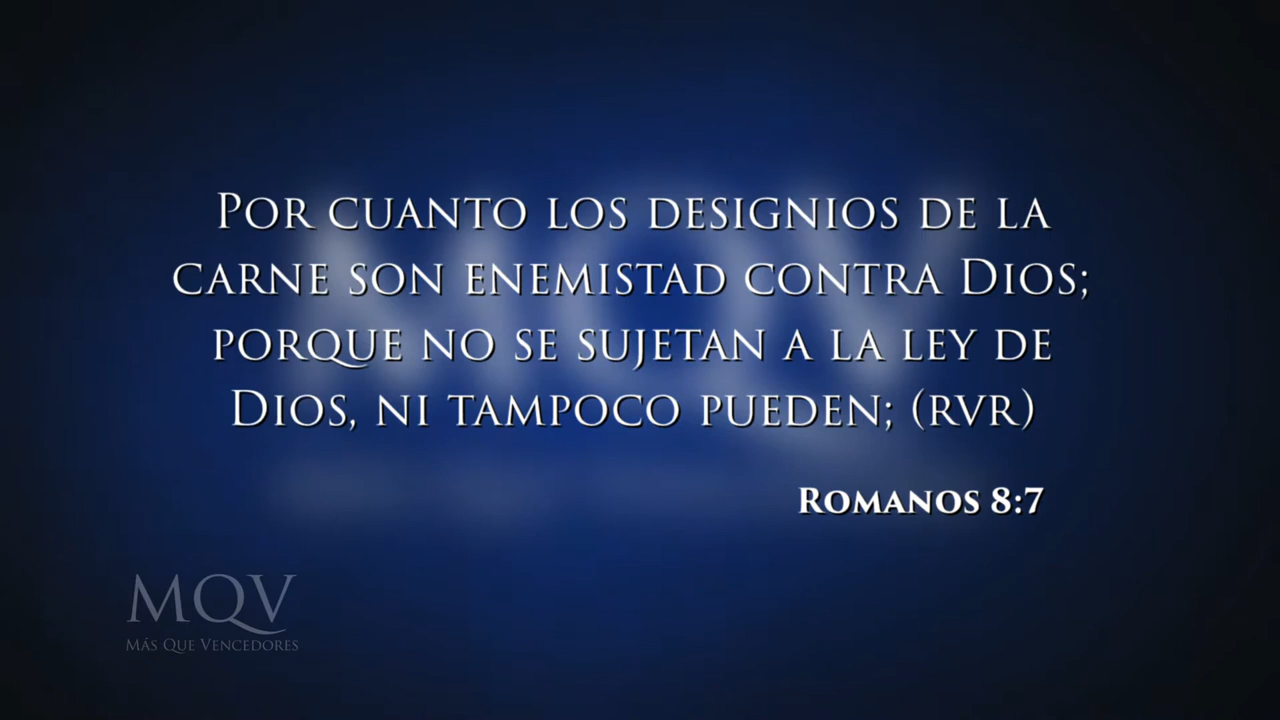 Por cuanto los designios de la
carne son enemistad contra Dios;
porque no se sujetan a la ley de
Dios, ni tampoco pueden; (rvr)
Romanos 8:7
MQV
Más Que Vencedores